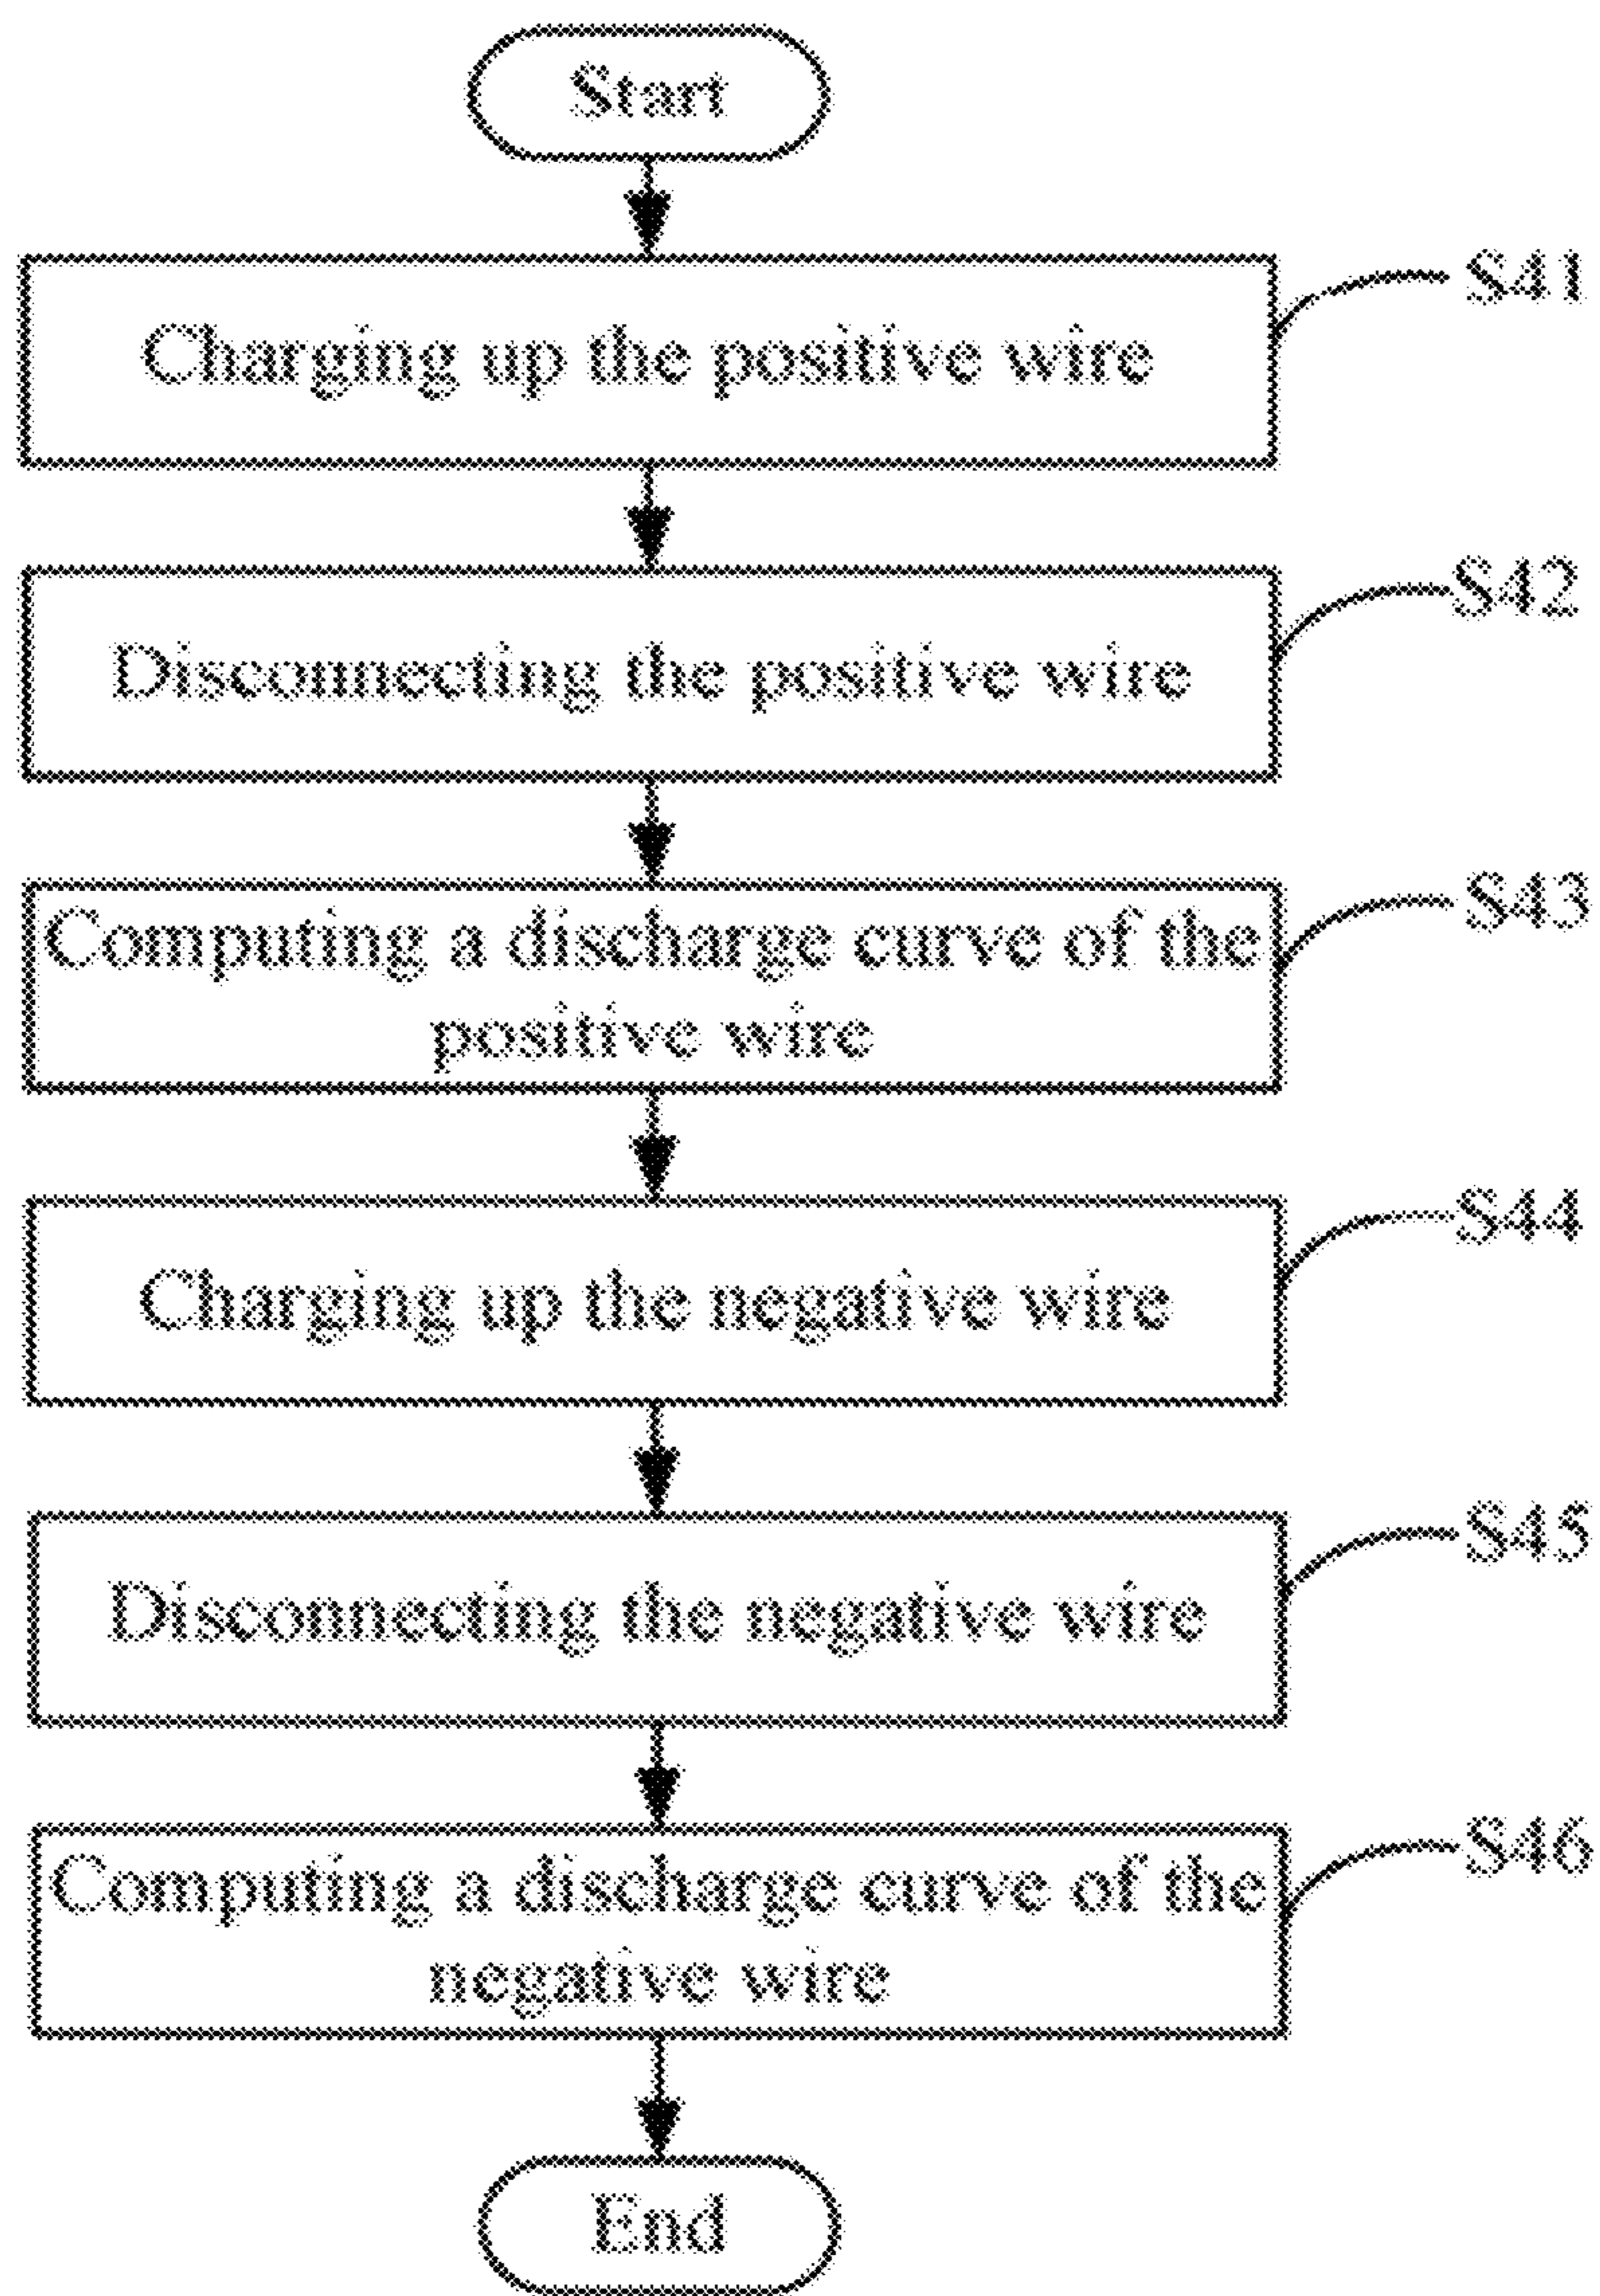 Start
Charging up the positive wire
S41
Disconnecting the positive wire
S42
Computing a discharge curve of the
positive wire
S43
Charging up the negative wire
S44
Disconnecting the negative wire
S45
Computing a discharge curve of the
negative wire
S46
End